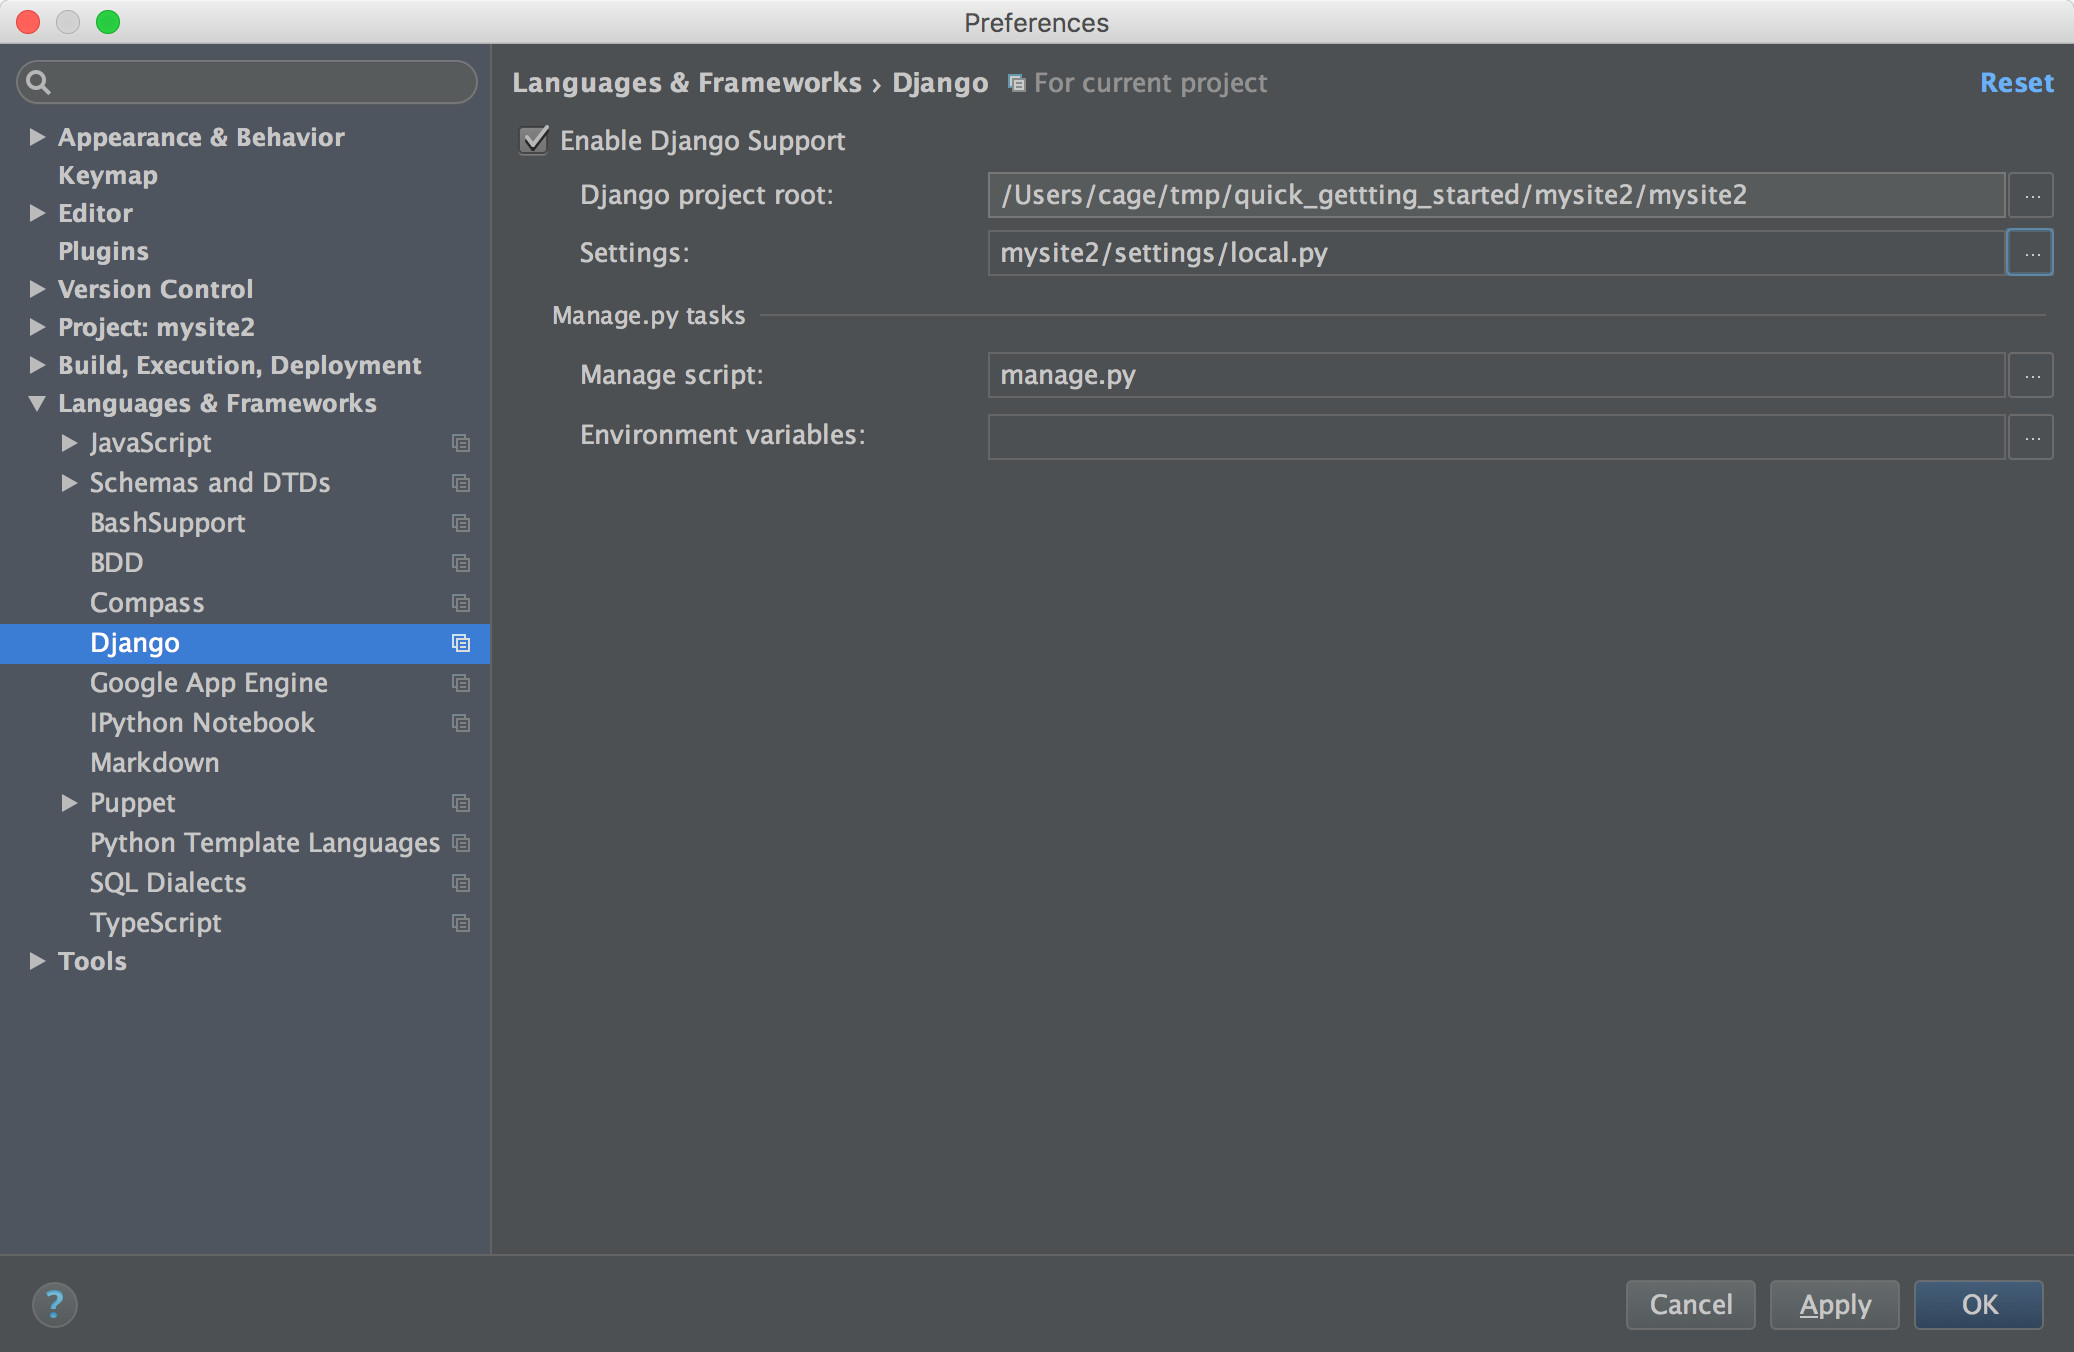 Preferences
Appearance & Behavior
Keymap
Editor
Plugins
Version Control
Project: mysite2
Build, Execution, Deployment
Languages & Frameworks
JavaScript
Schemas and DTDs
BashSupport
BDD
Compass
Django
Google App Engine
IPython Notebook
Markdown
Puppet
Python Template Languages
SQL Dialects
TypeScript
Tools
Languages & Frameworks › Django For current project Reset
Enable Django Support
Django project root: /Users/cage/tmp/quick_gettting_started/mysite2/mysite2 ...
Settings: mysite2/settings/local.py ...
Manage.py tasks
Manage script: manage.py ...
Environment variables: ...
? Cancel Apply OK